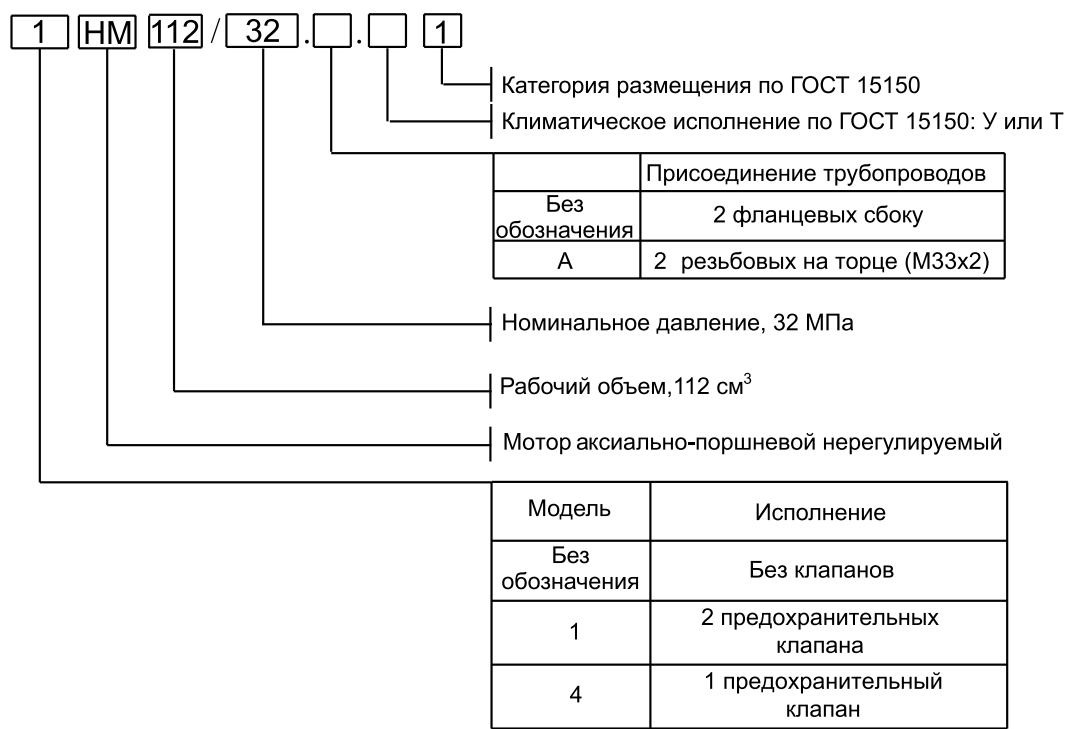 1 НМ 112 / 32 . . 1
Категория размещения по ГОСТ 15150
Климатическое исполнение по ГОСТ 15150: У или Т
Присоединение трубопроводов
Без
обозначения
2 фланцевых сбоку
А
2 резьбовых на торце (М33х2)
Номинальное давление, 32 МПа
Рабочий объем,112 см³
Мотор аксиально-поршневой нерегулируемый
Модель
Исполнение
Без
обозначения
Без клапанов
1
2 предохранительных
клапана
4
1 предохранительный
клапан